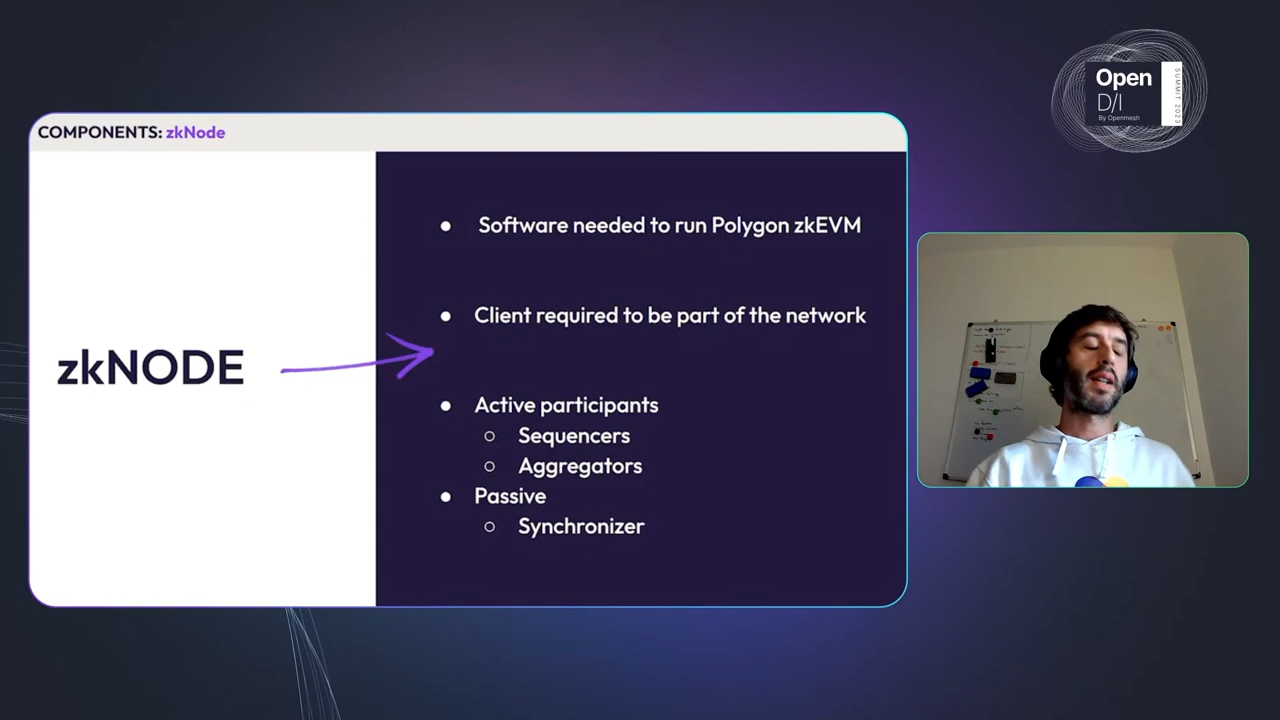 Open
D/I
By Openmesh
SUMMIT 2023
COMPONENTS: zkNode
zkNODE
● Software needed to run Polygon zkEVM
● Client required to be part of the network
● Active participants
○ Sequencers
○ Aggregators
● Passive
○ Synchronizer